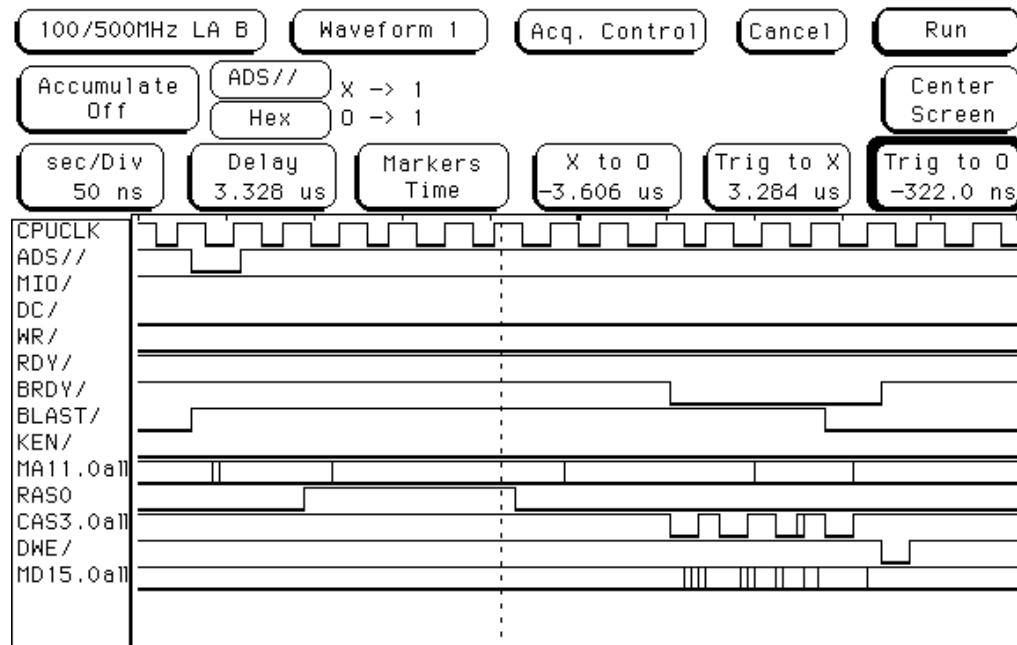 100/500MHz LA B Waveform 1 Acq. Control Cancel Run
Accumulate Off
ADS// X -> 1
Hex O -> 1
Center Screen
sec/Div 50 ns
Delay 3.328 us
Markers Time
X to O -3.606 us
Trig to X 3.284 us
Trig to O -322.0 ns
CPUCLK
ADS//
MIO/
DC/
WR/
RDY/
BRDY/
BLAST/
KEN/
MA11.0all
RAS0
CAS3.0all
DWE/
MD15.0all